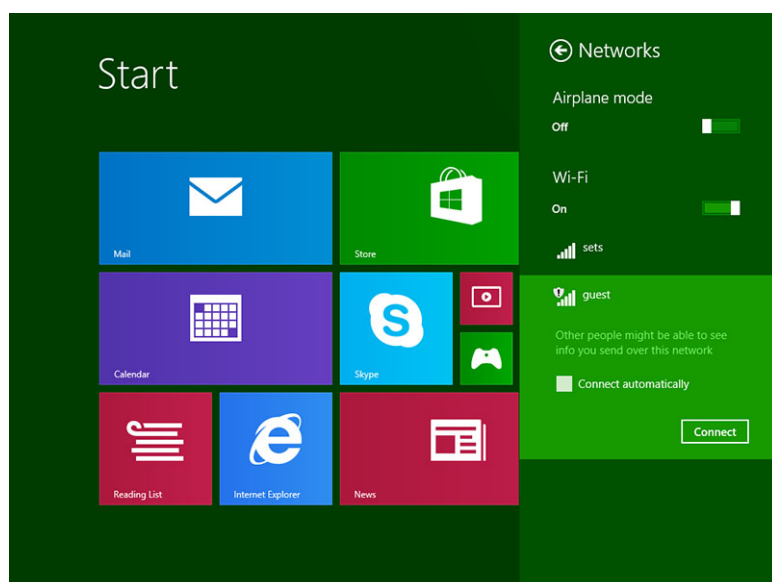 Start
Mail
Store
Calendar
Skype
Reading List
Internet Explorer
News
Networks
Airplane mode
Off
Wi-Fi
On
sets
guest
Other people might be able to see
info you send over this network
Connect automatically
Connect